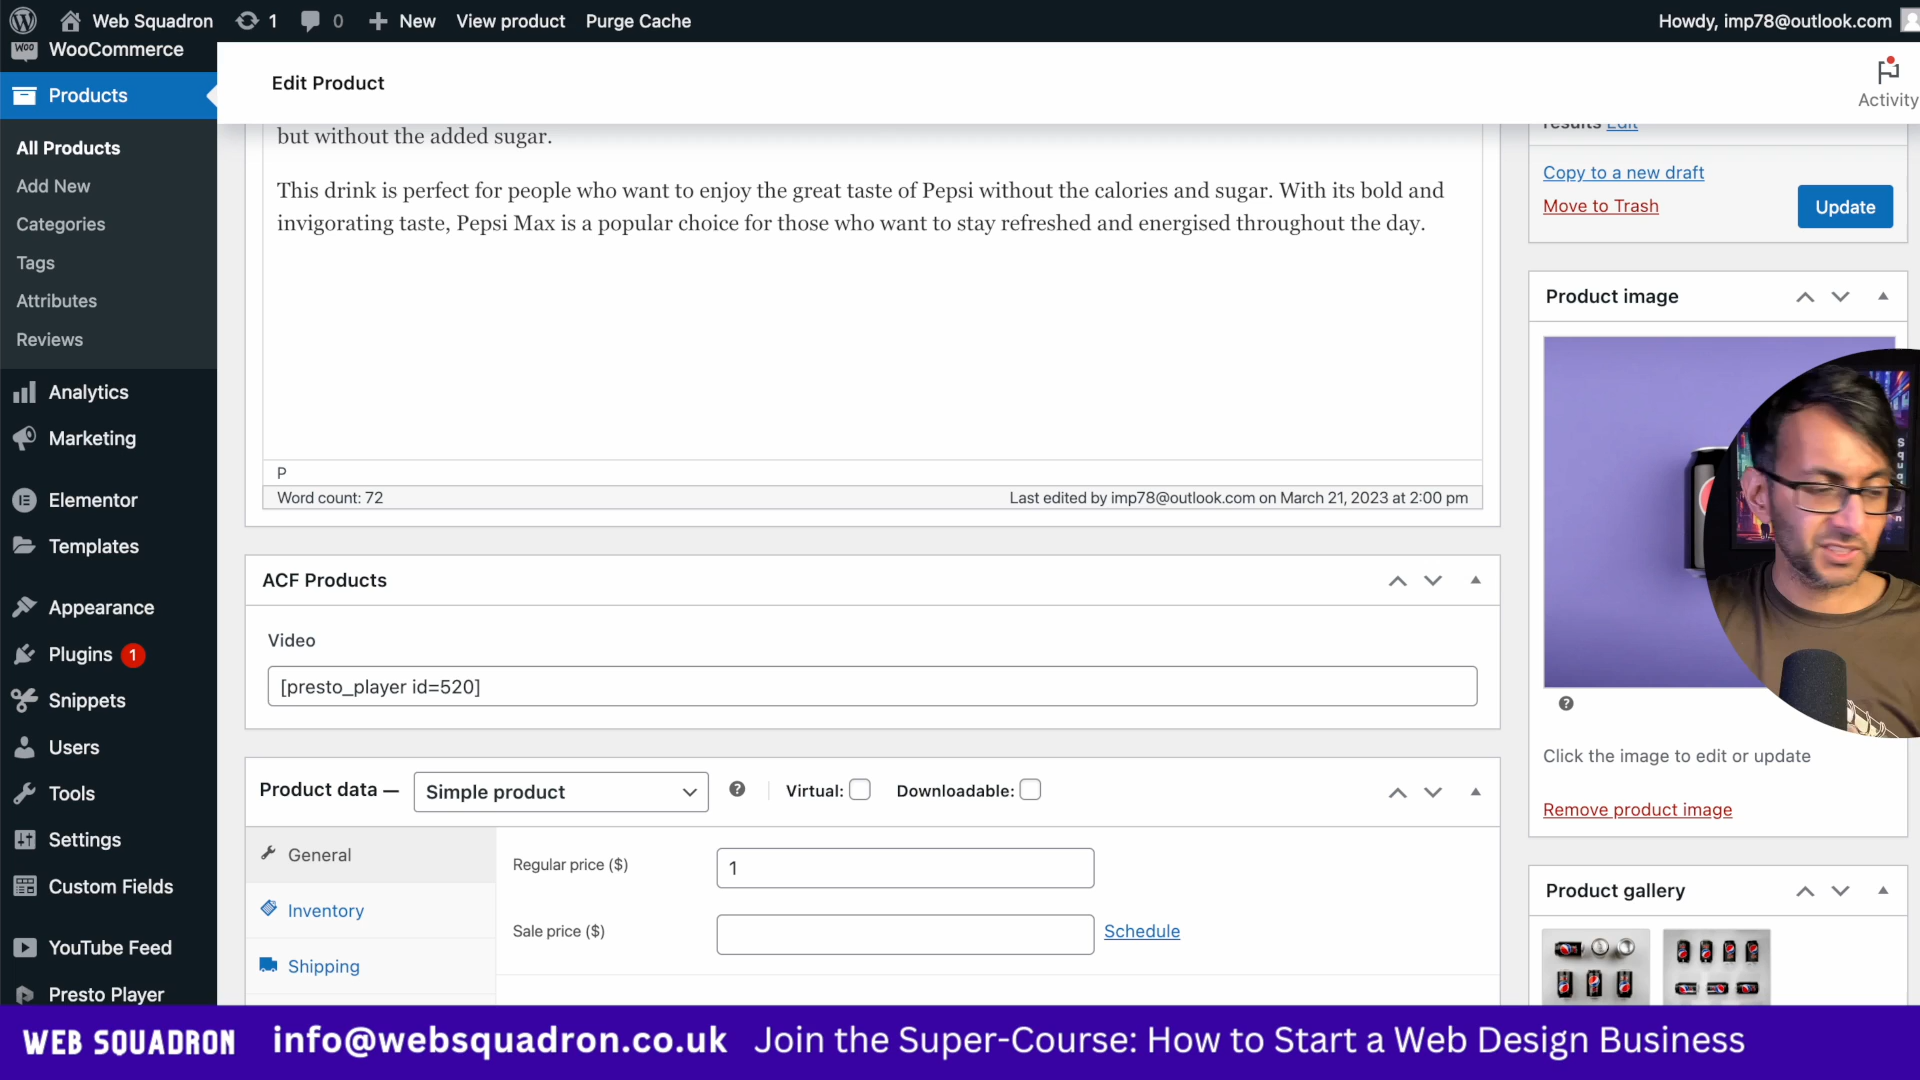 Web Squadron 1 0 New View product Purge Cache Howdy, imp78@outlook.com
WOO WooCommerce
Products
All Products
Add New
Categories
Tags
Attributes
Reviews
Analytics
Marketing
Elementor
Templates
Appearance
Plugins 1
Snippets
Users
Tools
Settings
Custom Fields
YouTube Feed
Presto Player
Edit Product
Activity
but without the added sugar.
This drink is perfect for people who want to enjoy the great taste of Pepsi without the calories and sugar. With its bold and
invigorating taste, Pepsi Max is a popular choice for those who want to stay refreshed and energised throughout the day.
P
Word count: 72 Last edited by imp78@outlook.com on March 21, 2023 at 2:00 pm
ACF Products
Video
[presto_player id=520]
Product data — Simple product Virtual: Downloadable:
General
Inventory
Shipping
Regular price ($) 1
Sale price ($) Schedule
results Edit
Copy to a new draft
Move to Trash
Update
Product image
Click the image to edit or update
Remove product image
Product gallery
WEB SQUADRON info@websquadron.co.uk Join the Super-Course: How to Start a Web Design Business